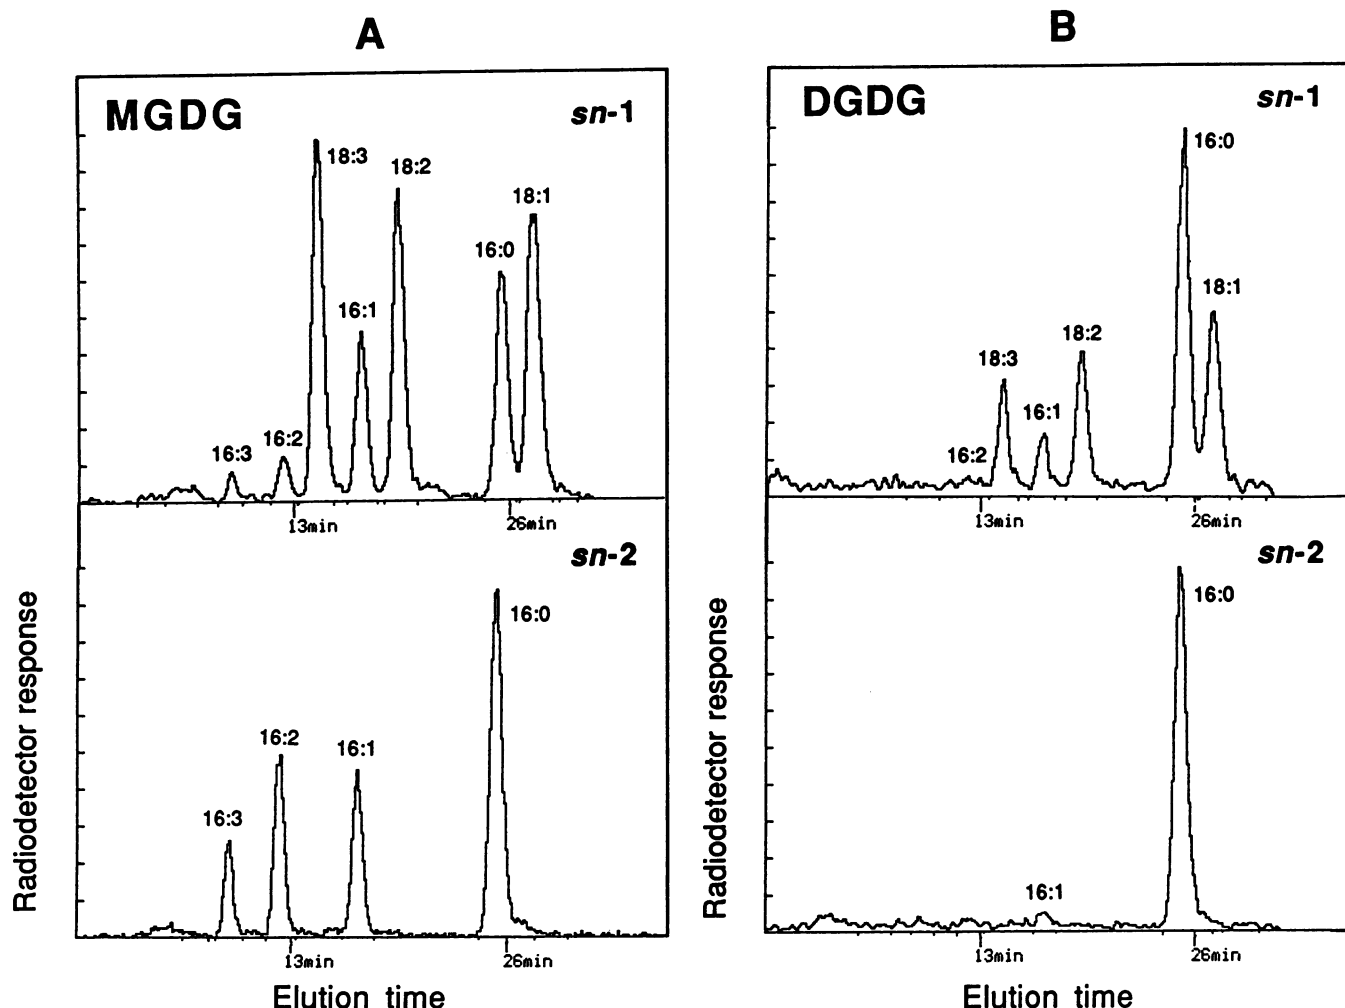 A
MGDG
sn-1
18:3
18:2
18:1
16:0
16:1
16:2
16:3
13min
26min
sn-2
16:0
16:2
16:1
16:3
13min
26min
Radiodetector response
Elution time
B
DGDG
sn-1
16:0
18:1
18:2
18:3
16:1
16:2
13min
26min
sn-2
16:0
16:1
13min
26min
Radiodetector response
Elution time